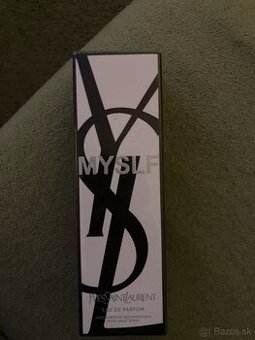 MYSLF
YVESSAINTLAURENT
EAU DE PARFUM
©Bazos.sk